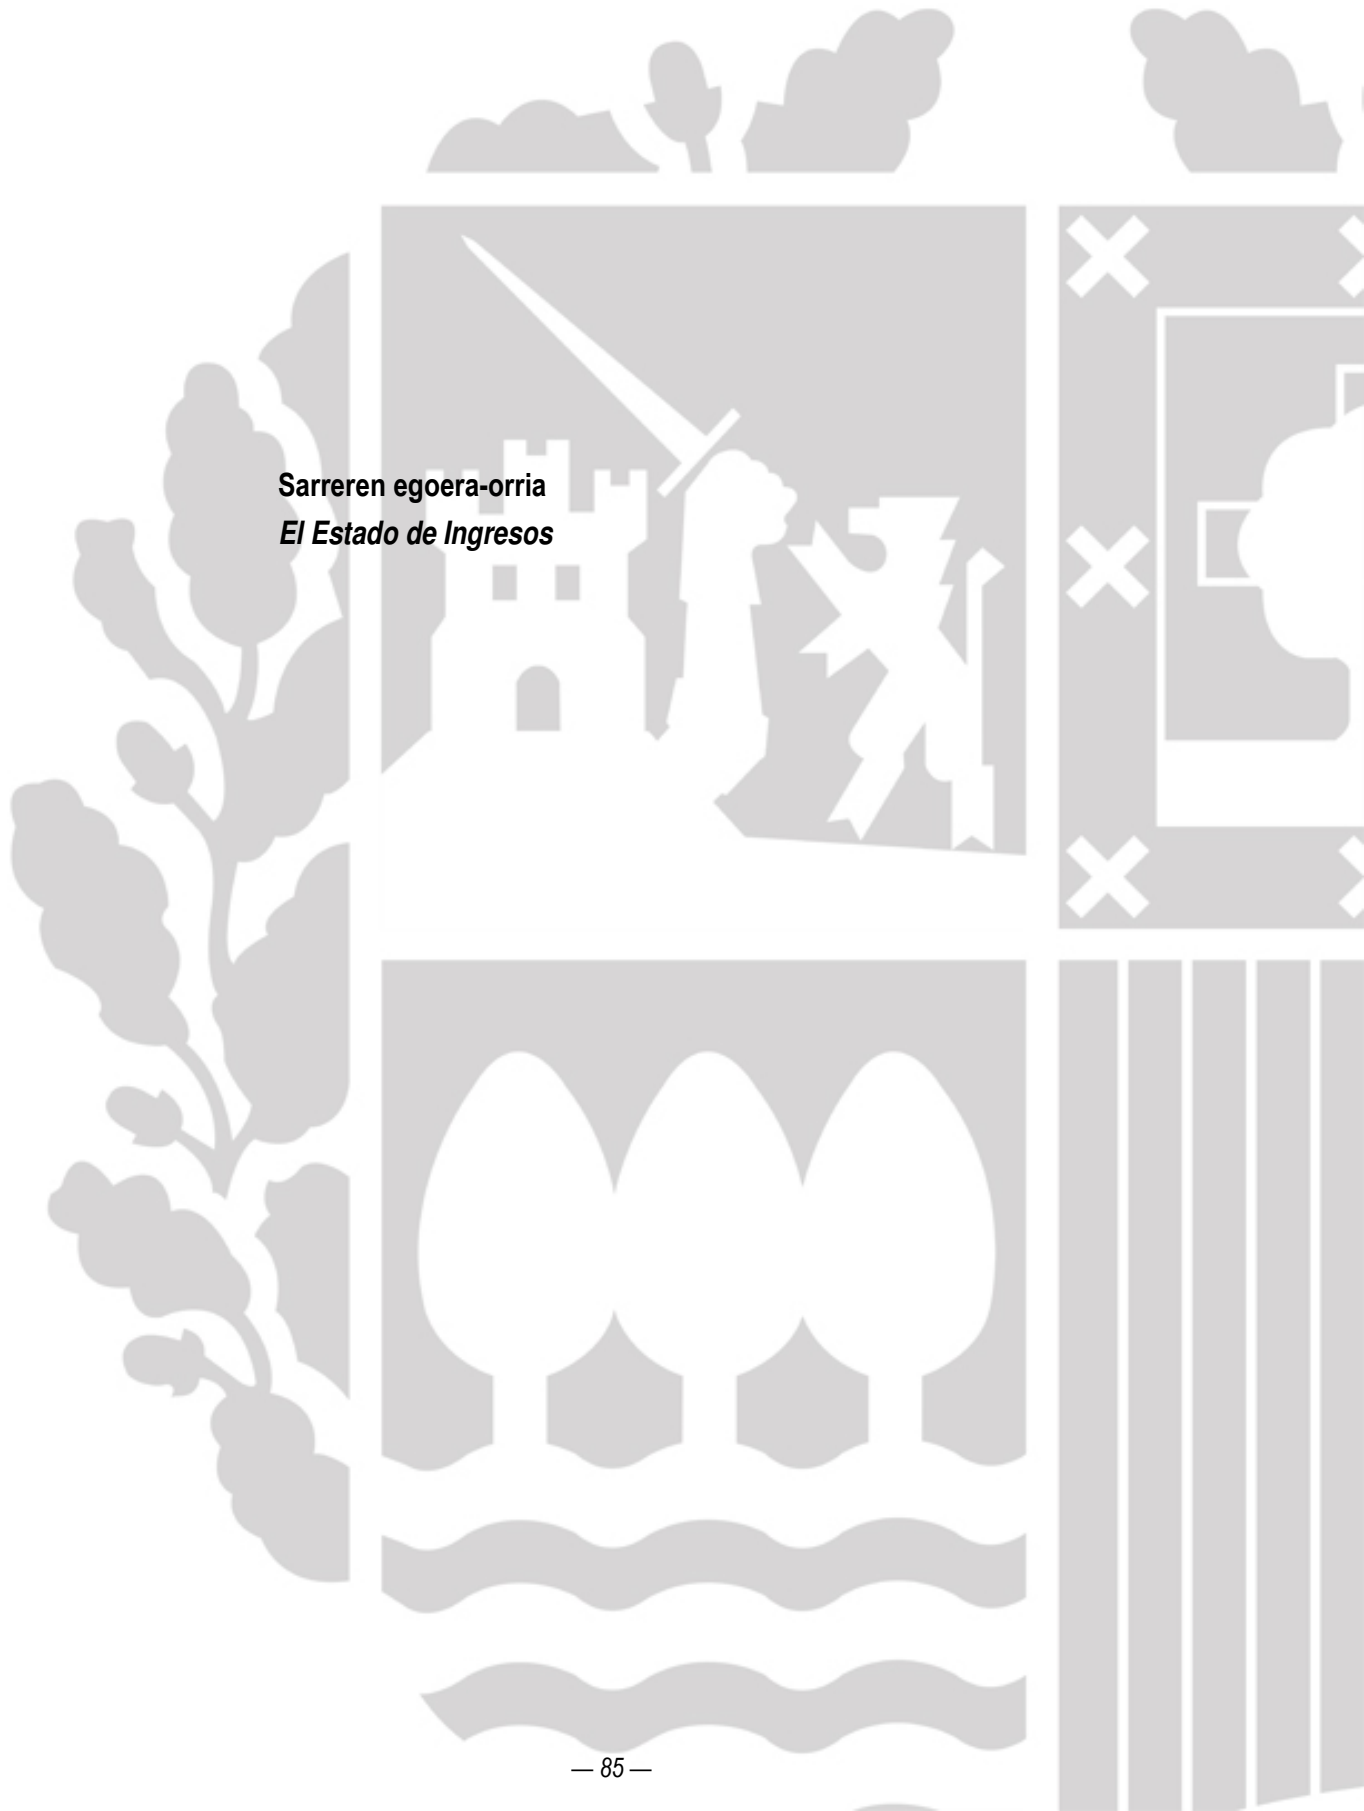 Sarreren egoera-orria
El Estado de Ingresos
— 85 —